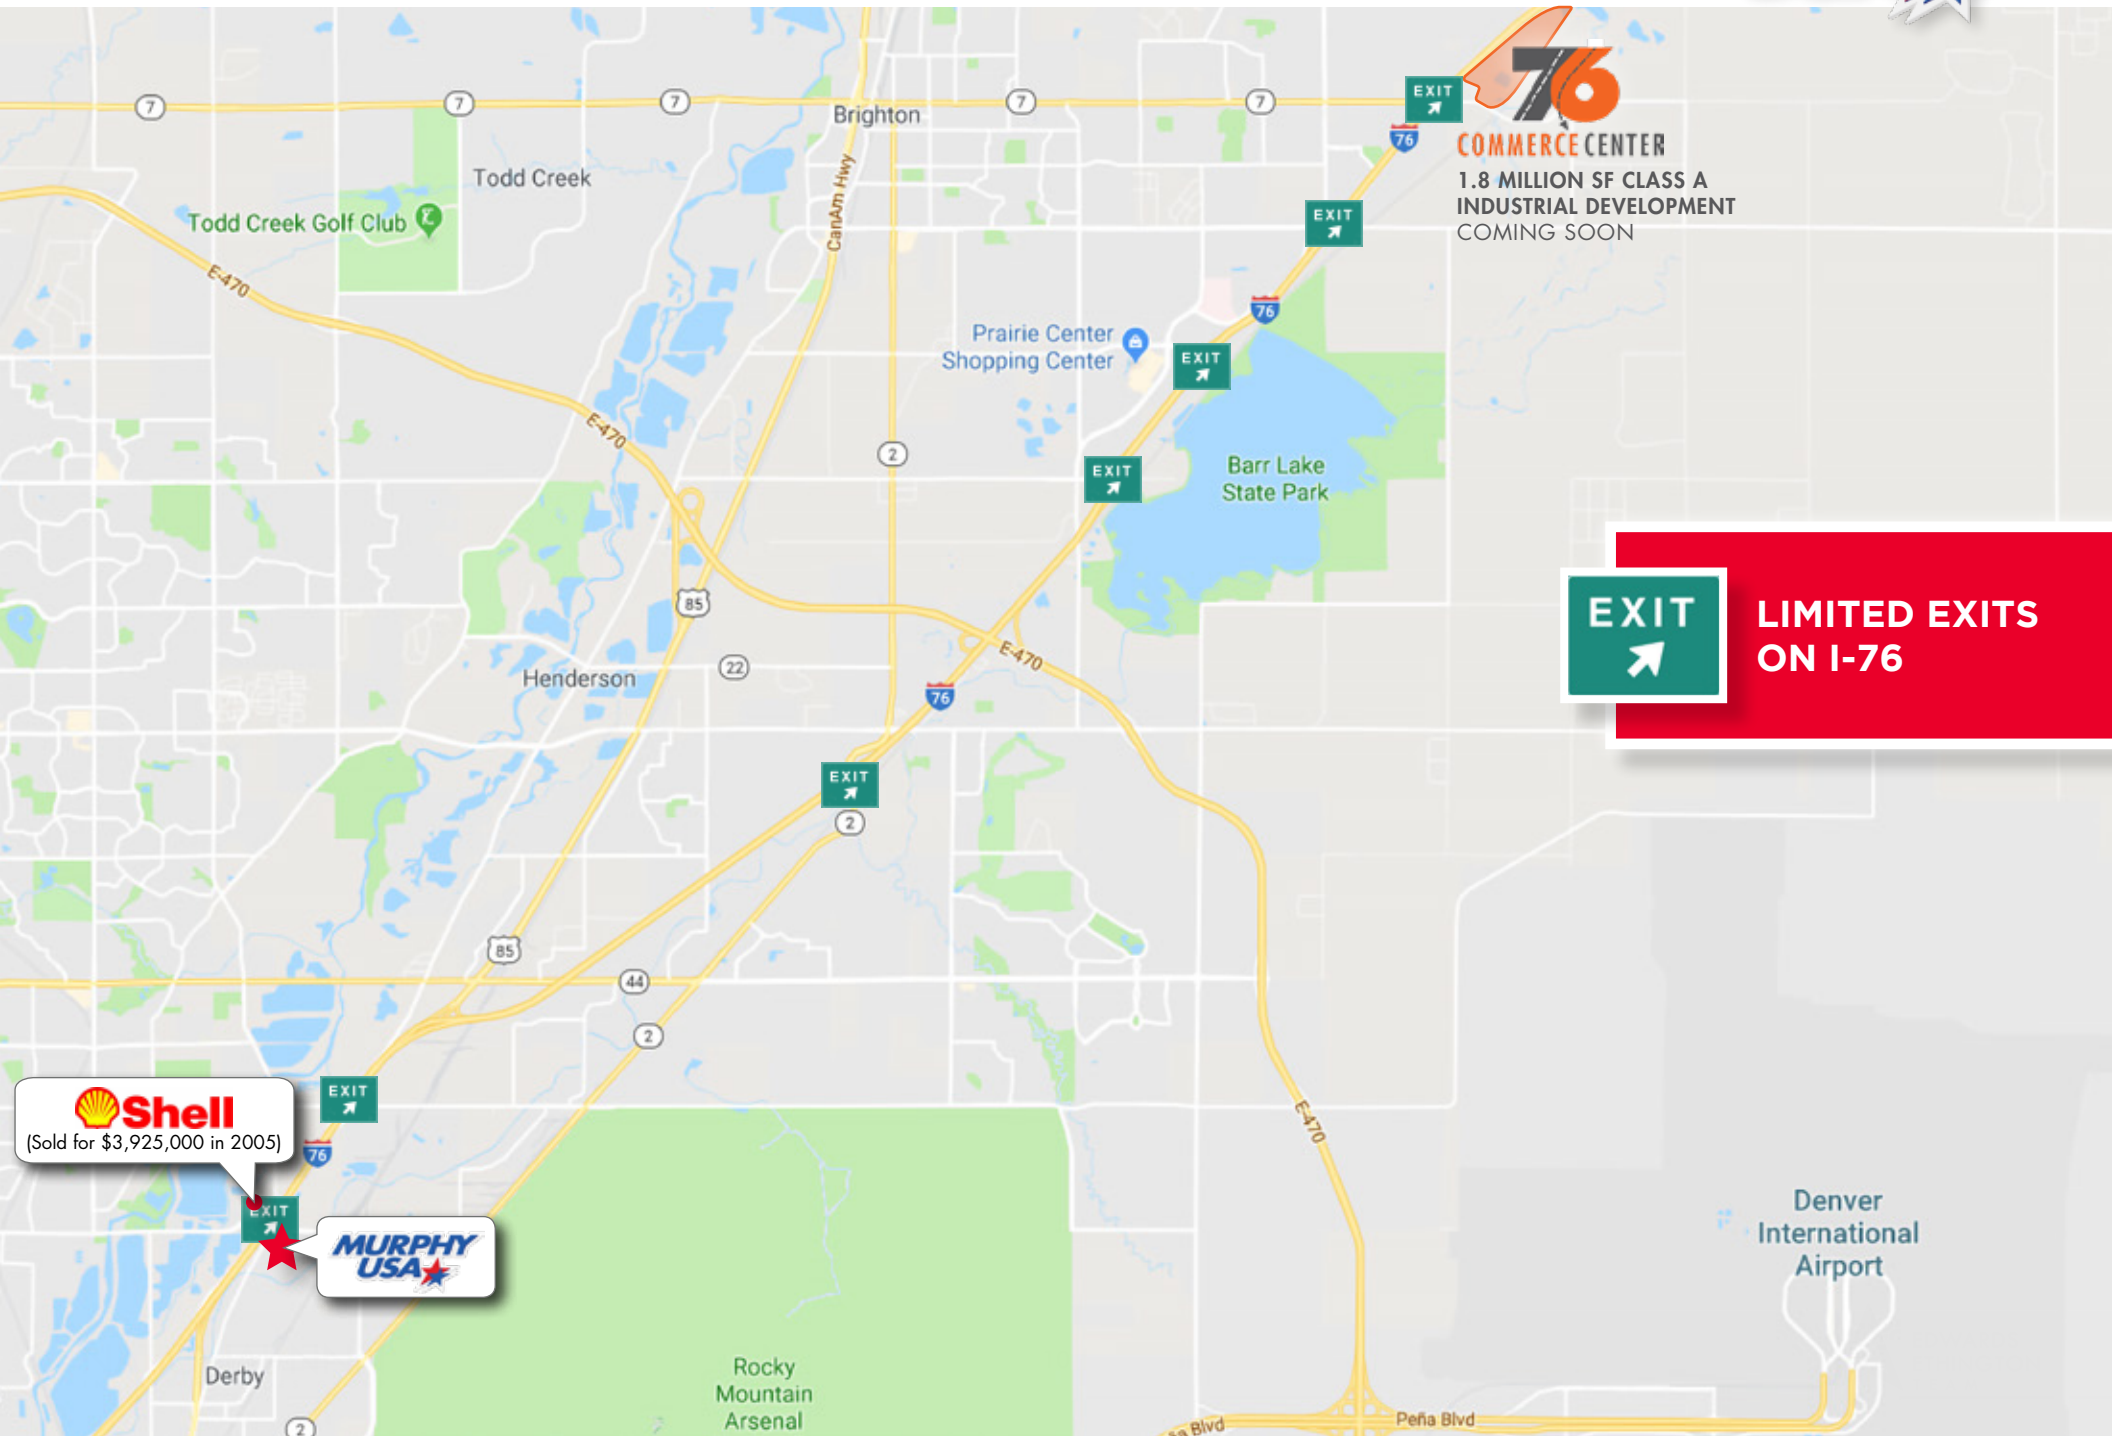 7
7
7
Brighton
7
7
EXIT
76
76
COMMERCE CENTER
1.8 MILLION SF CLASS A
INDUSTRIAL DEVELOPMENT
COMING SOON
Todd Creek
Todd Creek Golf Club
CanAm Hwy
EXIT
E-470
76
Prairie Center
Shopping Center
EXIT
E-470
2
EXIT
Barr Lake
State Park
85
EXIT
LIMITED EXITS
ON I-76
E-470
22
Henderson
76
EXIT
2
85
44
2
EXIT
Shell
(Sold for $3,925,000 in 2005)
76
E-470
EXIT
MURPHY
USA
Denver
International
Airport
Derby
Rocky
Mountain
Arsenal
2
Blvd
Peña Blvd